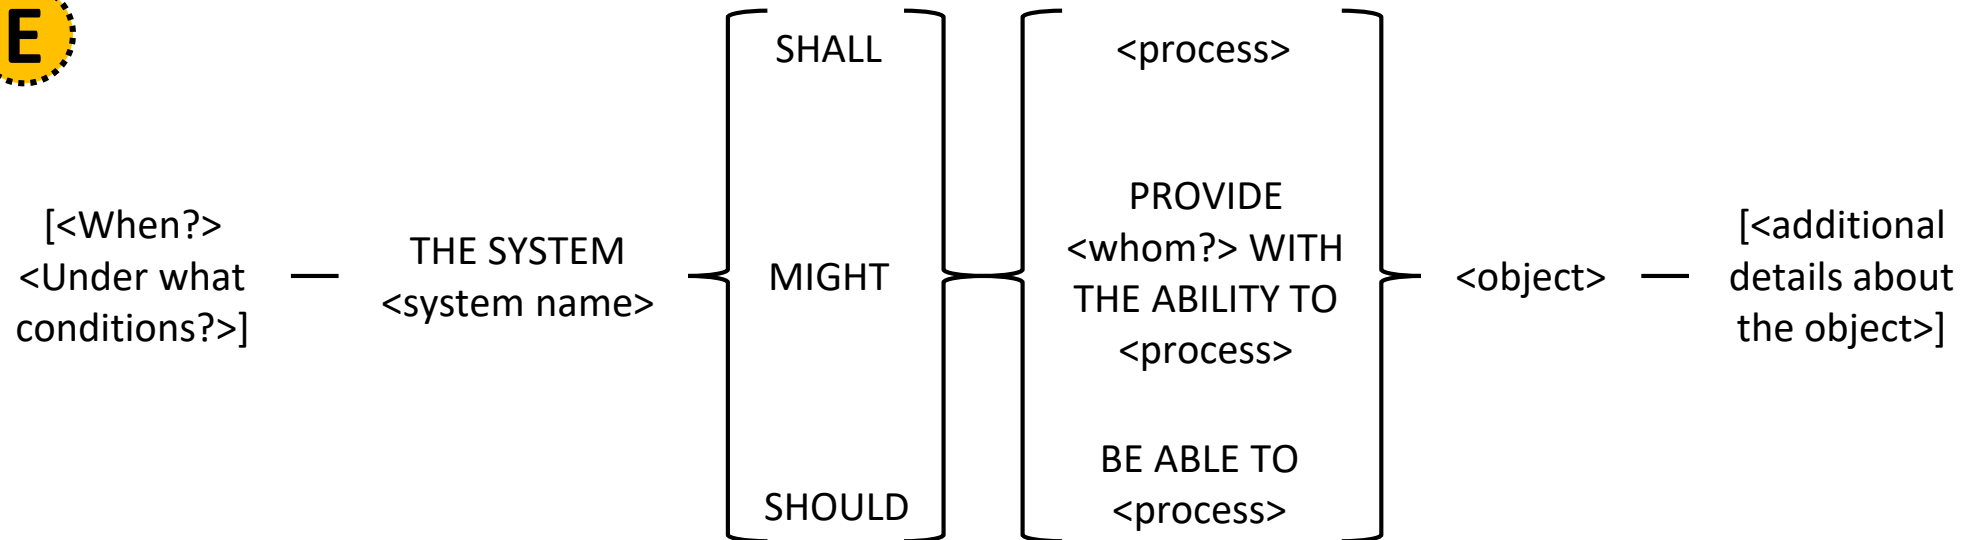 E
[<When?>
<Under what
conditions?>]
THE SYSTEM
<system name>
SHALL
MIGHT
SHOULD
<process>
PROVIDE
<whom?> WITH
THE ABILITY TO
<process>
BE ABLE TO
<process>
<object>
[<additional
details about
the object>]